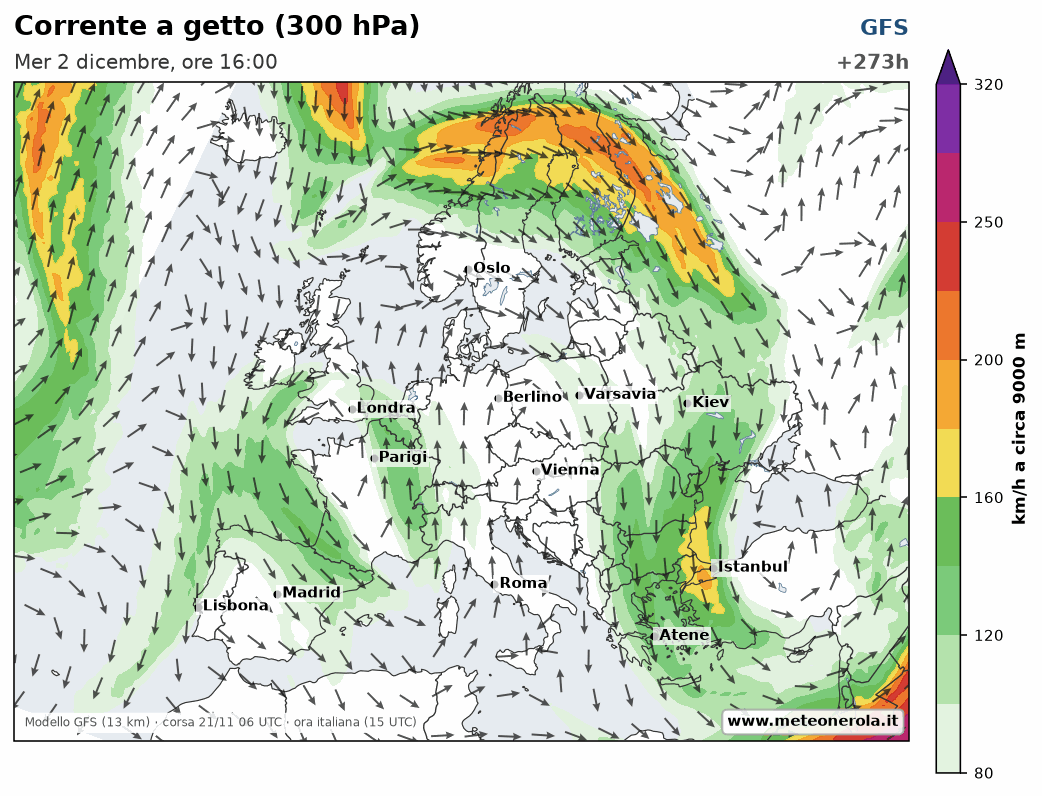 Corrente a getto (300 hPa)
GFS
Mer 2 dicembre, ore 16:00
+273h
320
250
200
160
120
80
km/h a circa 9000 m
Oslo
Londra
Berlino
Varsavia
Kiev
Parigi
Vienna
Istanbul
Roma
Madrid
Lisbona
Atene
Modello GFS (13 km) · corsa 21/11 06 UTC · ora italiana (15 UTC)
www.meteonerola.it